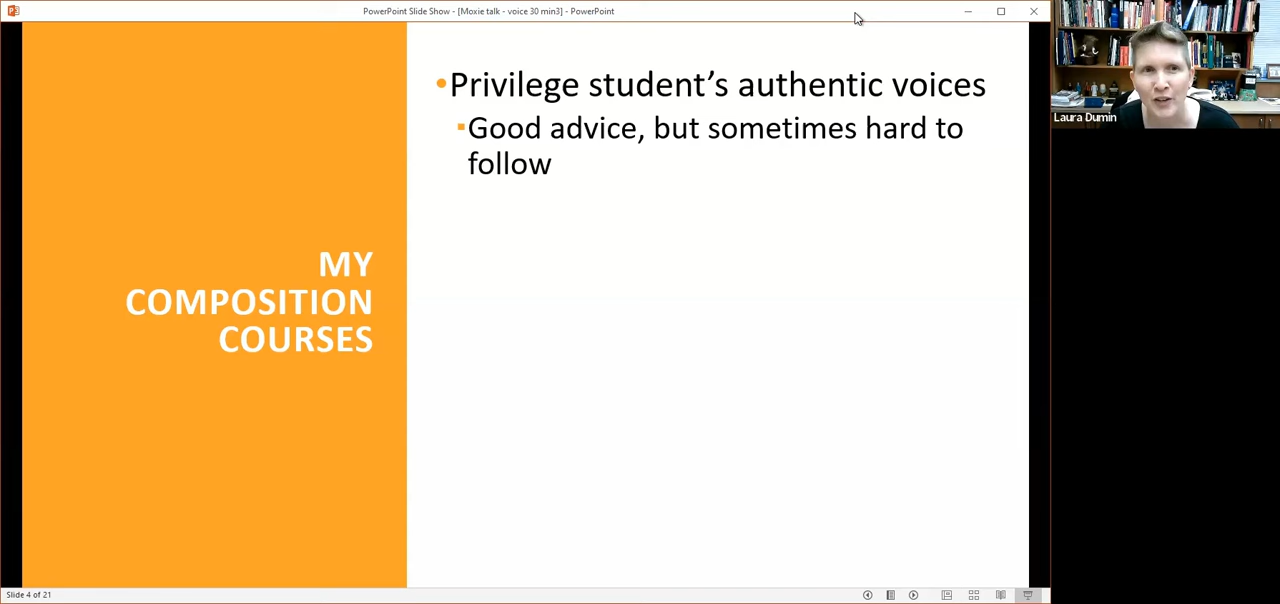 PowerPoint Slide Show - [Moxie talk - voice 30 min3] - PowerPoint
•Privilege student's authentic voices
▪Good advice, but sometimes hard to
follow
MY
COMPOSITION
COURSES
Laura Dumin
Slide 4 of 21